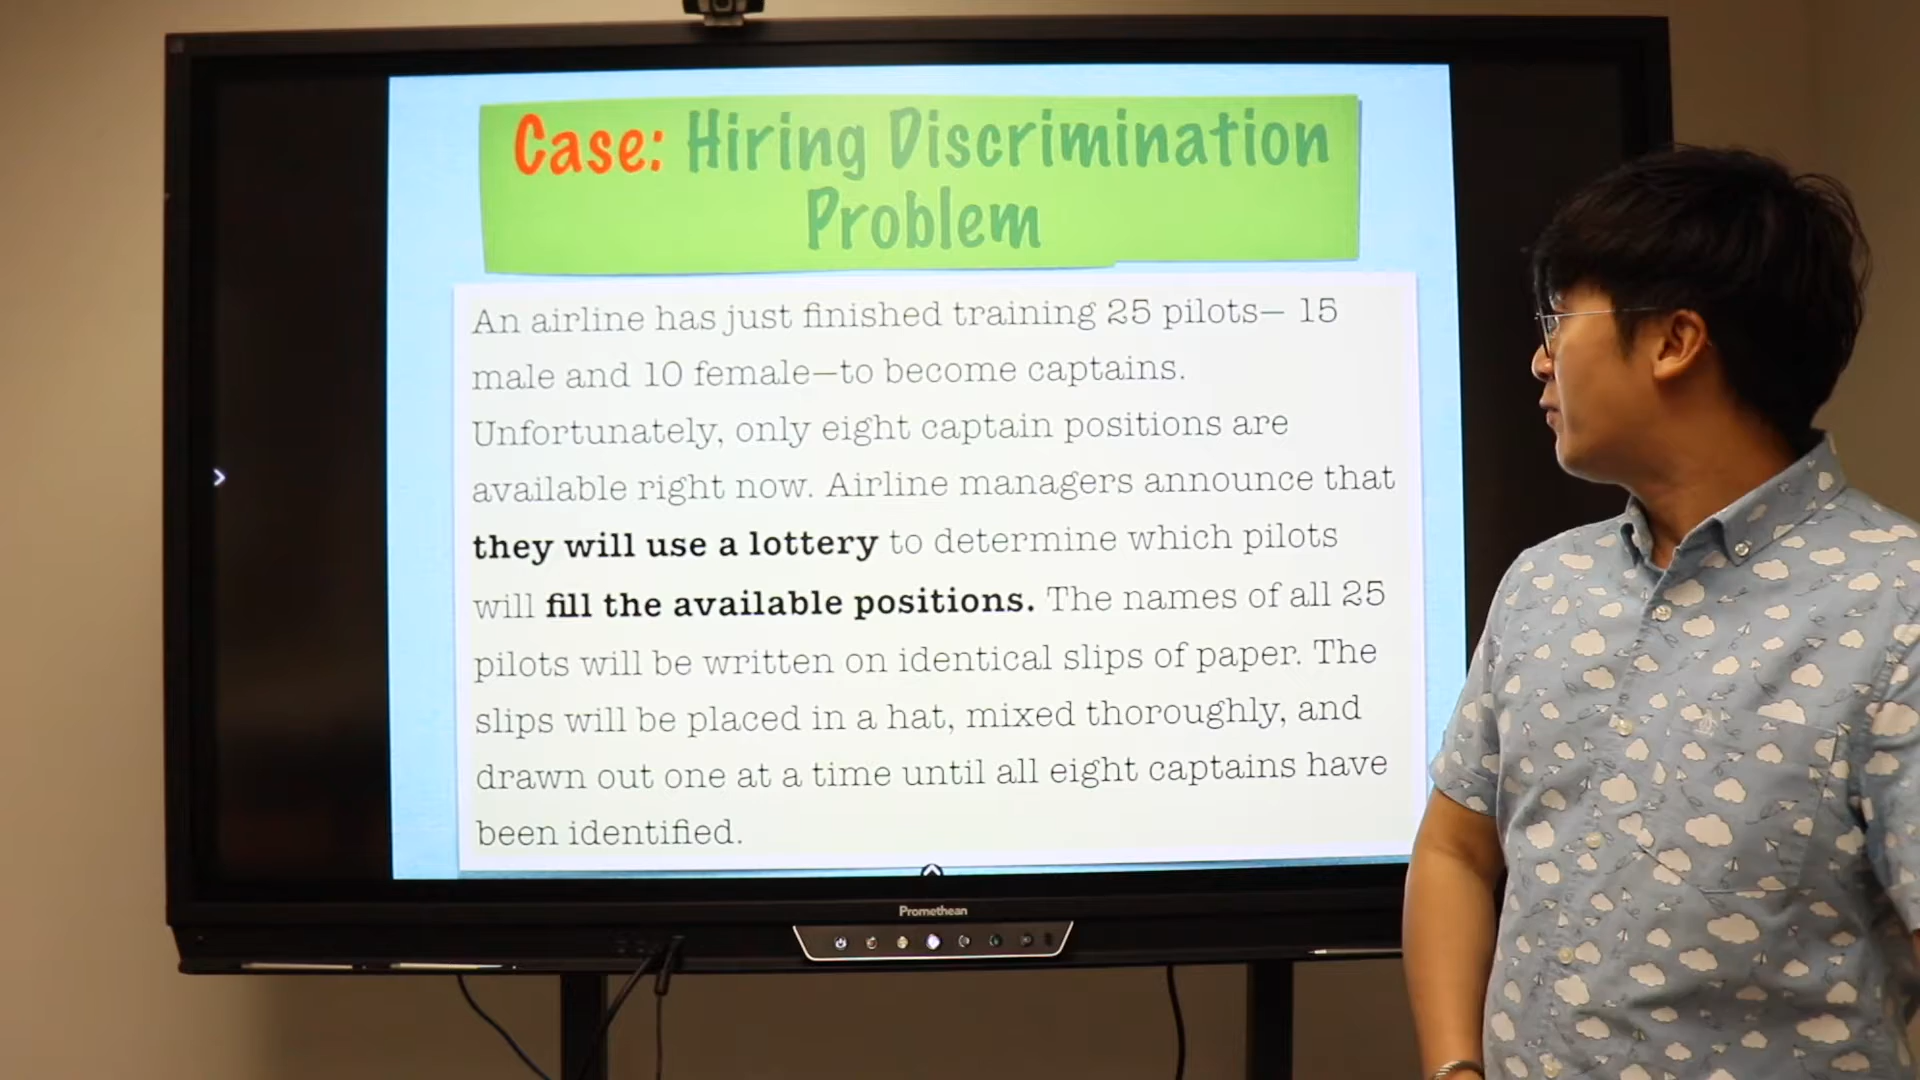 Case: Hiring Discrimination
Problem
An airline has just finished training 25 pilots— 15
male and 10 female—to become captains.
Unfortunately, only eight captain positions are
available right now. Airline managers announce that
they will use a lottery to determine which pilots
will fill the available positions. The names of all 25
pilots will be written on identical slips of paper. The
slips will be placed in a hat, mixed thoroughly, and
drawn out one at a time until all eight captains have
been identified.
Promethean